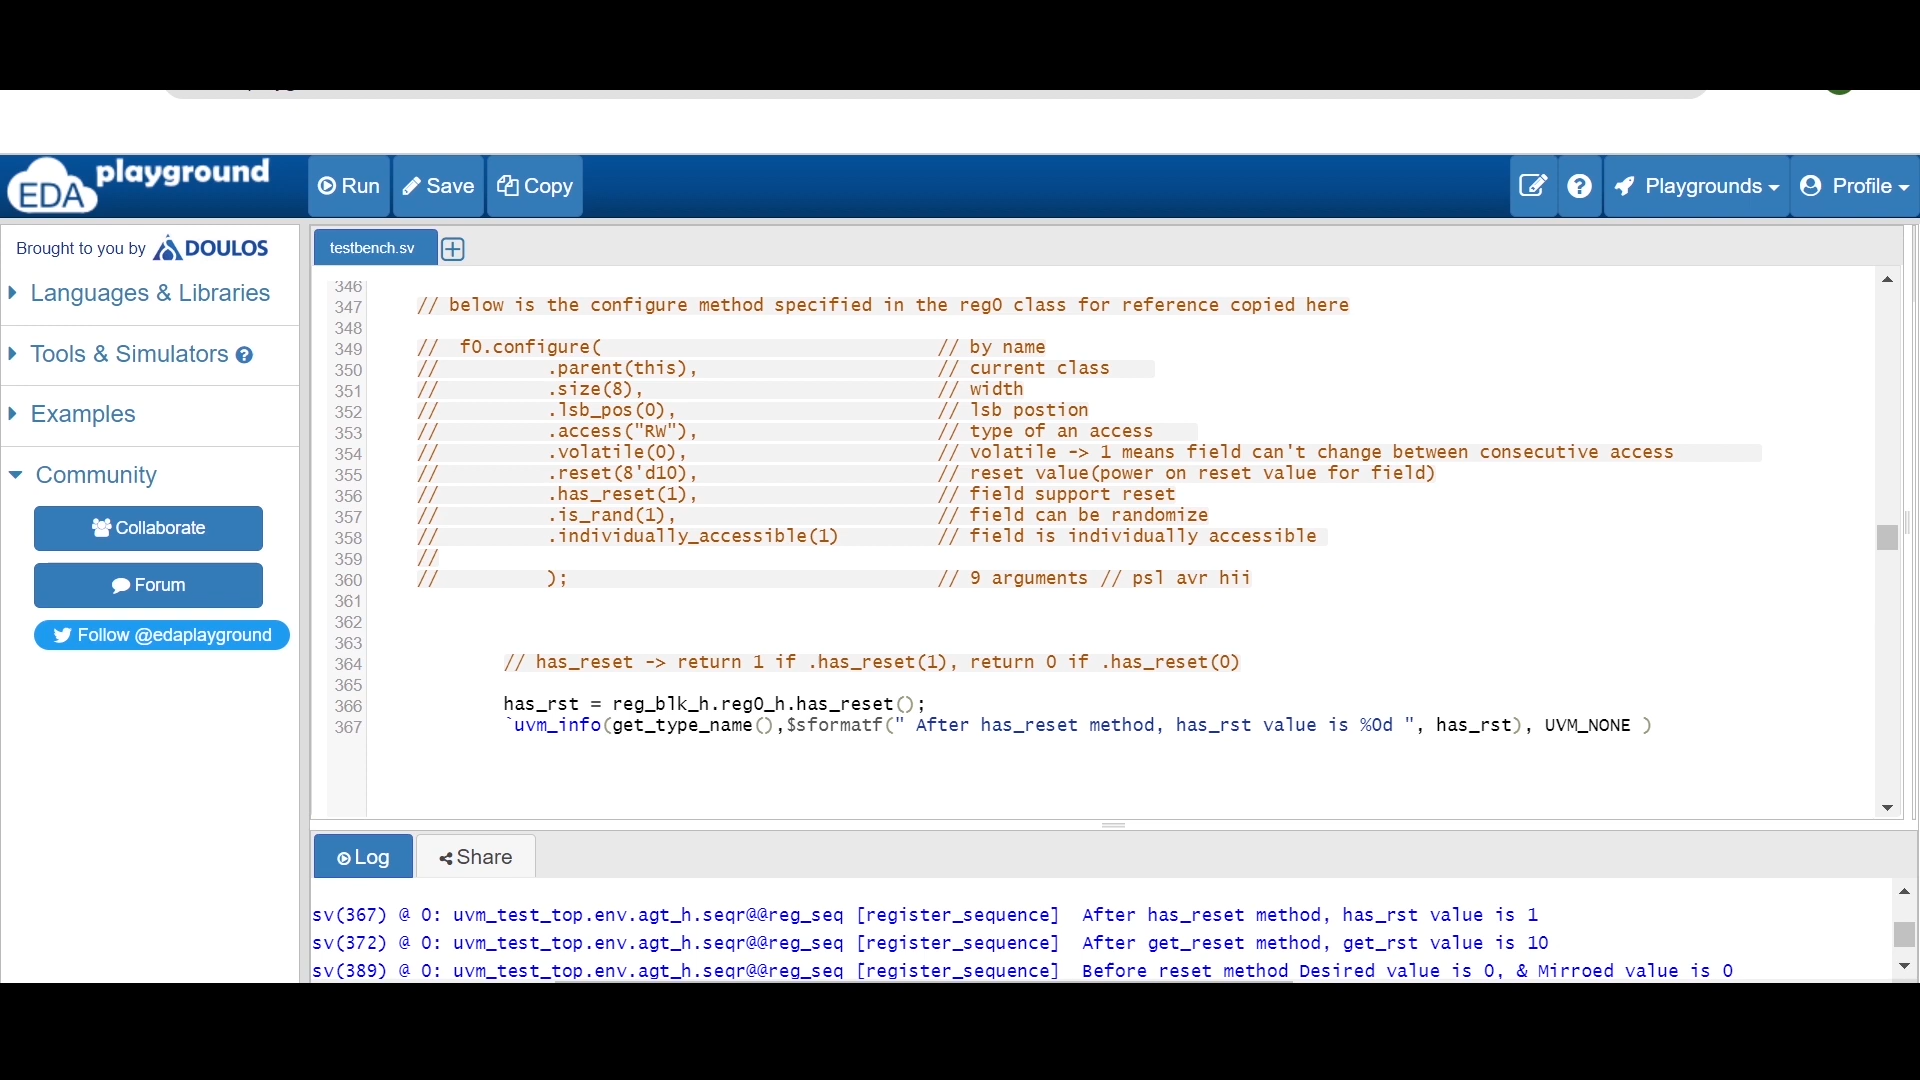 EDA playground
Run
Save
Copy
Playgrounds
Profile
Brought to you by DOULOS
Languages & Libraries
Tools & Simulators
Examples
Community
Collaborate
Forum
Follow @edaplayground
testbench.sv
346
347 // below is the configure method specified in the reg0 class for reference copied here
348
349 // f0.configure( // by name
350 // .parent(this), // current class
351 // .size(8), // width
352 // .lsb_pos(0), // lsb postion
353 // .access("RW"), // type of an access
354 // .volatile(0), // volatile -> 1 means field can't change between consecutive access
355 // .reset(8'd10), // reset value(power on reset value for field)
356 // .has_reset(1), // field support reset
357 // .is_rand(1), // field can be randomize
358 // .individually_accessible(1) // field is individually accessible
359 //
360 // ); // 9 arguments // psl avr hii
361
362
363
364 // has_reset -> return 1 if .has_reset(1), return 0 if .has_reset(0)
365
366 has_rst = reg_blk_h.reg0_h.has_reset();
367 `uvm_info(get_type_name(),$sformatf(" After has_reset method, has_rst value is %0d ", has_rst), UVM_NONE )
Log
Share
sv(367) @ 0: uvm_test_top.env.agt_h.seqr@@reg_seq [register_sequence] After has_reset method, has_rst value is 1
sv(372) @ 0: uvm_test_top.env.agt_h.seqr@@reg_seq [register_sequence] After get_reset method, get_rst value is 10
sv(389) @ 0: uvm_test_top.env.agt_h.seqr@@reg_seq [register_sequence] Before reset method Desired value is 0, & Mirroed value is 0